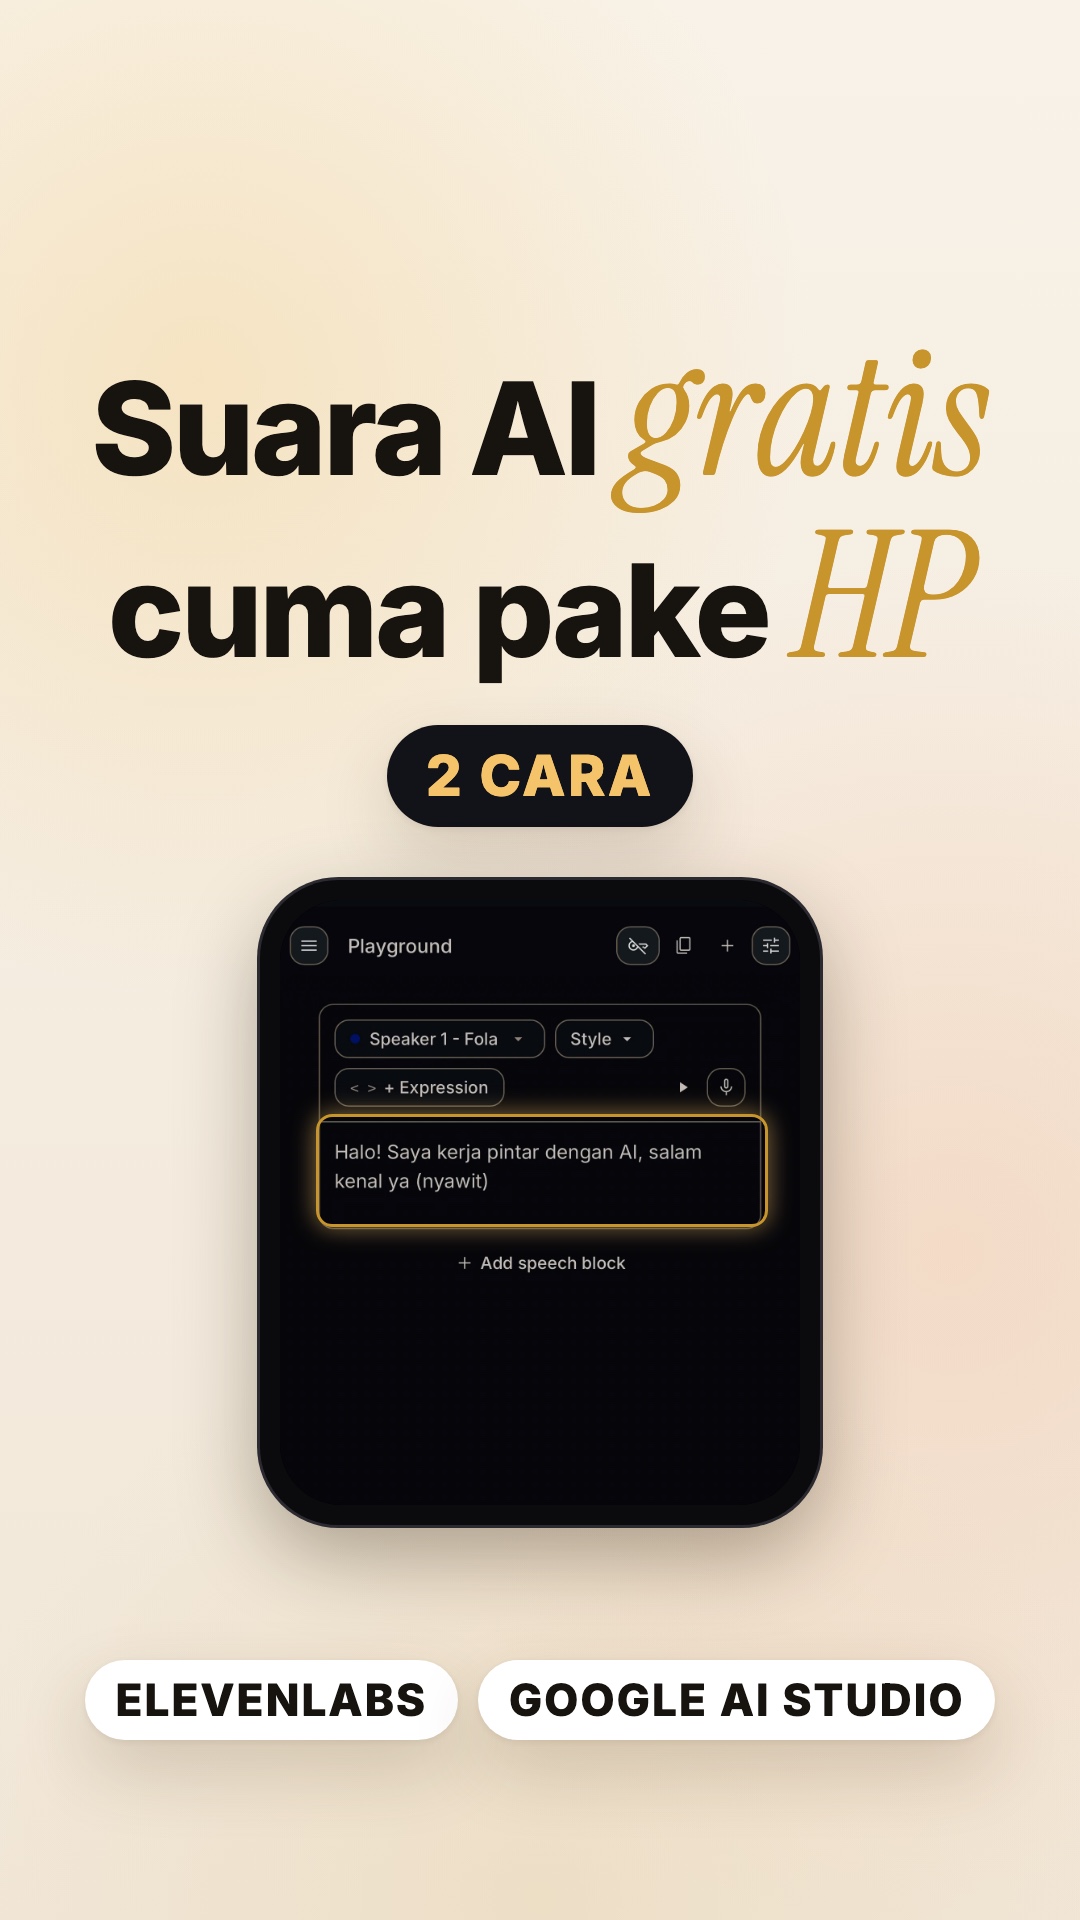 Suara AI gratis
cuma pake HP
2 CARA
Playground
Speaker 1 - Fola
Style
< > + Expression
Halo! Saya kerja pintar dengan AI, salam
kenal ya (nyawit)
+ Add speech block
ELEVENLABS
GOOGLE AI STUDIO